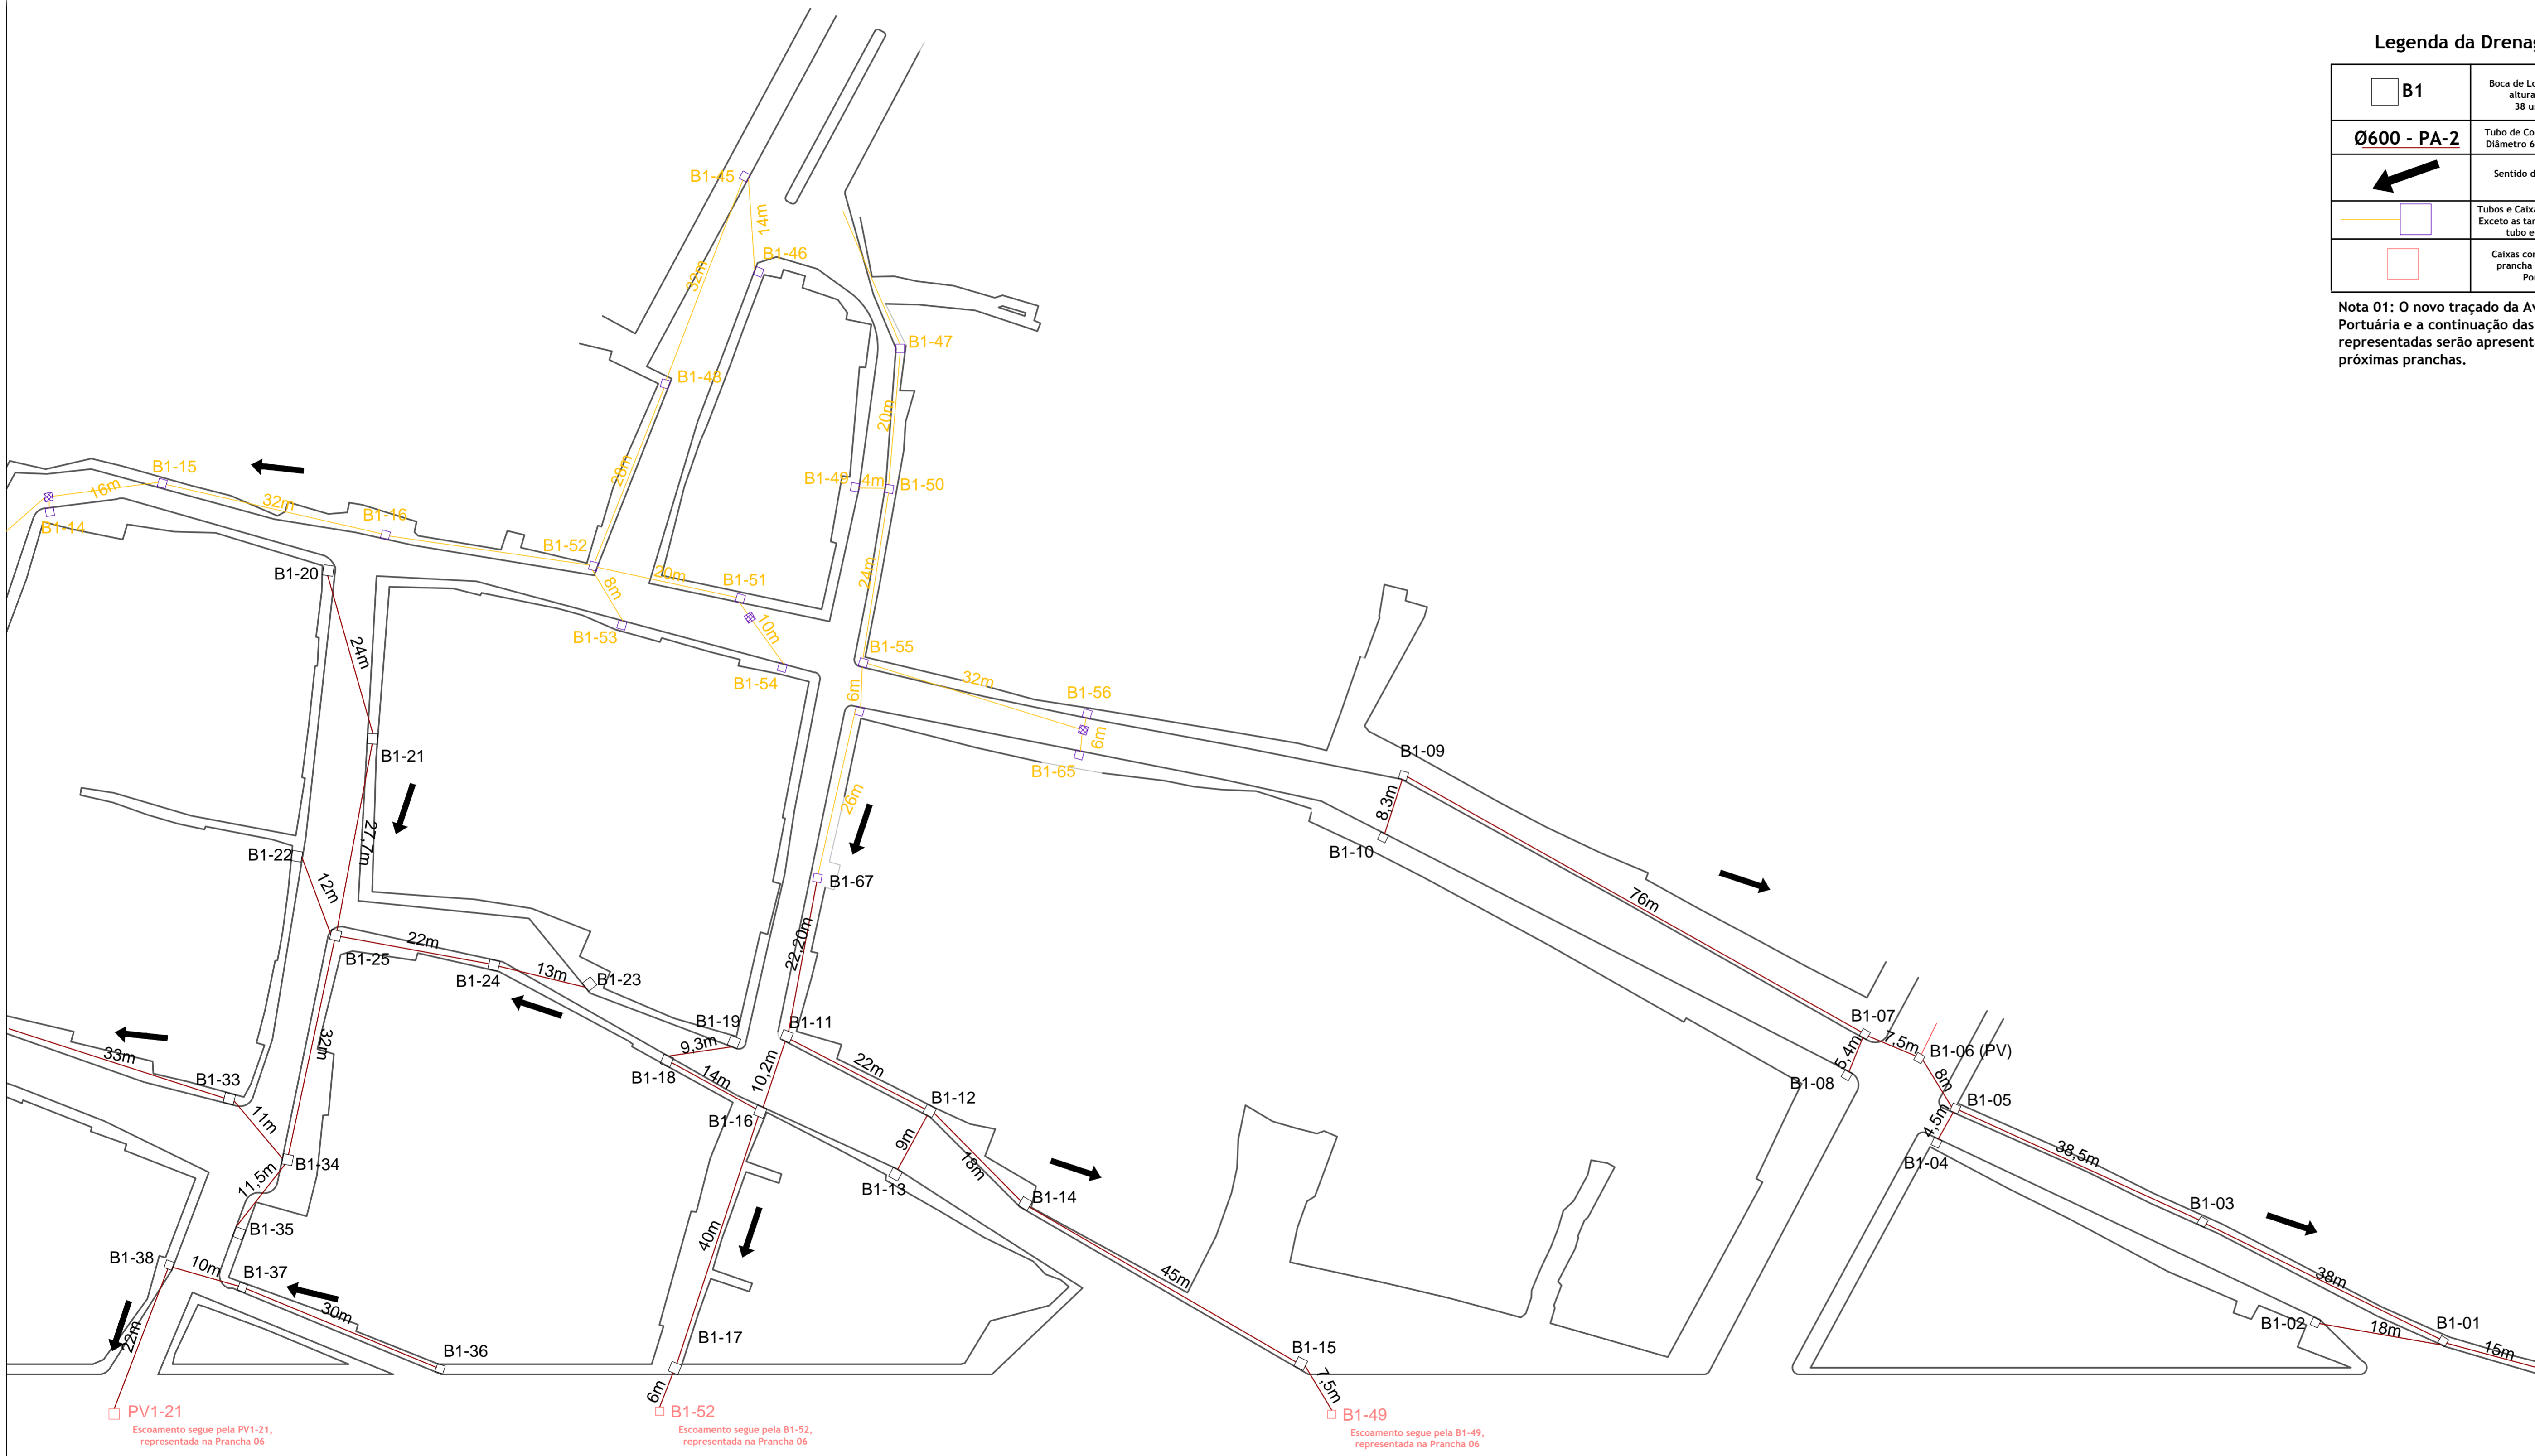 Legenda da Drenag
B1
Boca de Lo
altura
38 u
Ø600 - PA-2
Tubo de Co
Diâmetro 6
Sentido d
Tubos e Caixa
Exceto as tar
tubo e
Caixas con
prancha
Po
Nota 01: O novo traçado da Av
Portuária e a continuação das
representadas serão apresenta
próximas pranchas.
B1-45
14m
B1-46
32m
B1-47
B1-48
20m
28m
B1-49
4m
B1-50
B1-15
16m
32m
B1-14
B1-16
B1-52
20m
B1-51
8m
10m
B1-53
B1-54
24m
B1-55
6m
32m
B1-56
6m
B1-65
26m
B1-20
24m
B1-21
27,7m
B1-22
12m
B1-67
22,20m
B1-09
8,3m
B1-10
76m
22m
B1-25
B1-24
13m
B1-23
B1-19
B1-11
9,3m
B1-18
14m
10,2m
22m
B1-12
B1-16
9m
B1-13
18m
B1-14
32m
33m
B1-33
11m
B1-34
11,5m
B1-35
B1-38
10m
B1-37
30m
B1-36
22m
40m
B1-17
6m
45m
B1-15
7,5m
B1-07
7,5m
B1-06 (PV)
5,4m
B1-08
8m
B1-05
4,5m
B1-04
38,5m
B1-03
38m
B1-02
18m
B1-01
15m
PV1-21
Escoamento segue pela PV1-21,
representada na Prancha 06
B1-52
Escoamento segue pela B1-52,
representada na Prancha 06
B1-49
Escoamento segue pela B1-49,
representada na Prancha 06